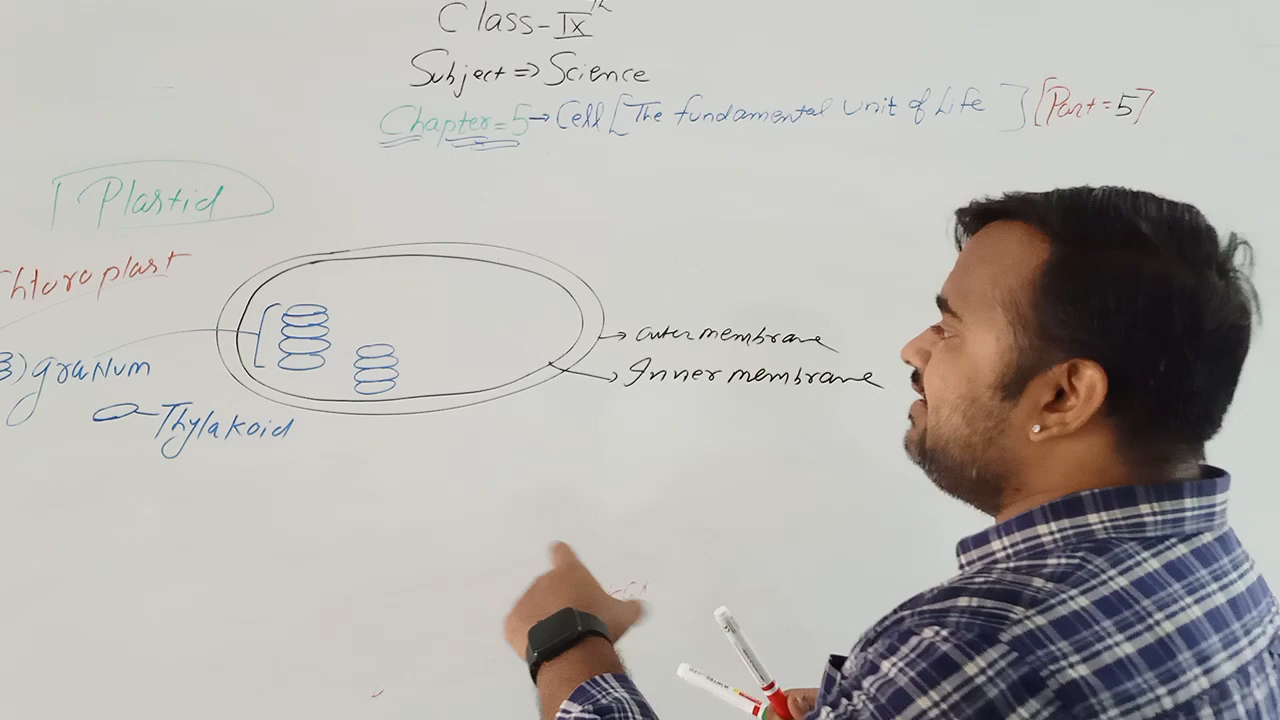 Class-IXth
Subject ⇒ Science
Chapter=5→Cell[The fundamental Unit of Life] [Part=5]
Plastid
hloroplast
outer membrane
Inner membrane
3) granum
Thylakoid